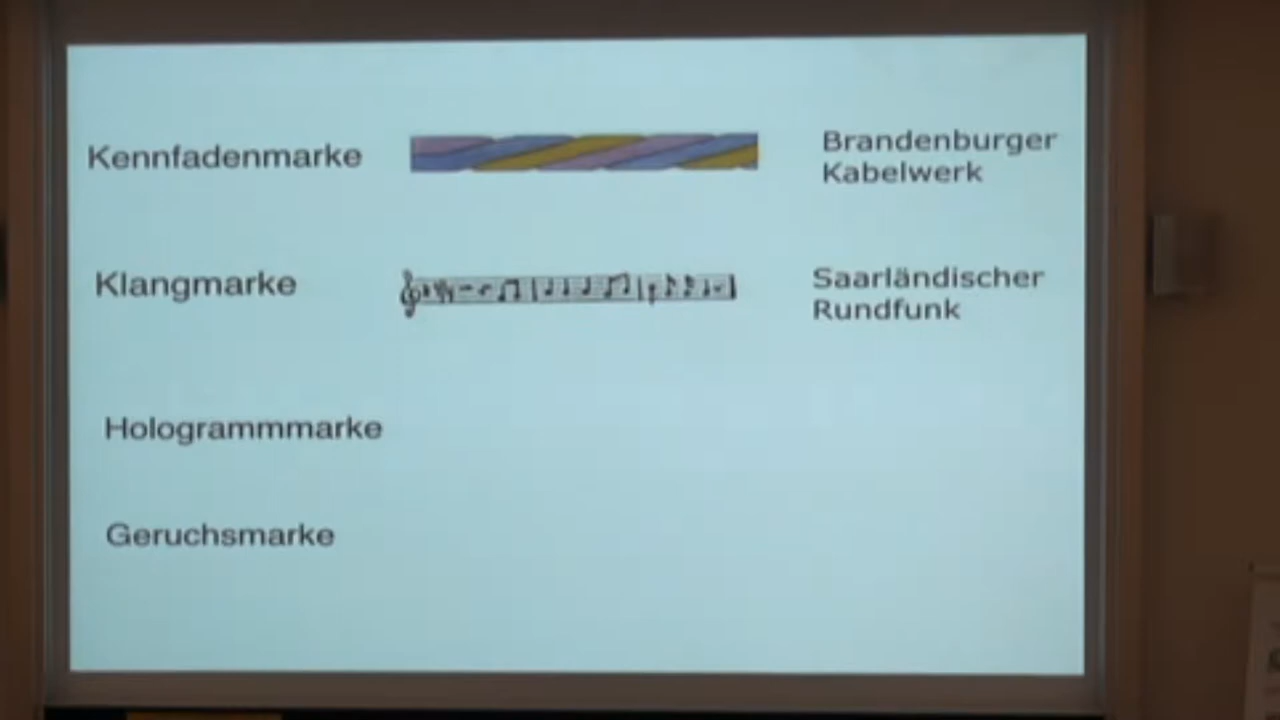 Kennfadenmarke
Brandenburger
Kabelwerk
Klangmarke
Saarländischer
Rundfunk
Hologrammmarke
Geruchsmarke